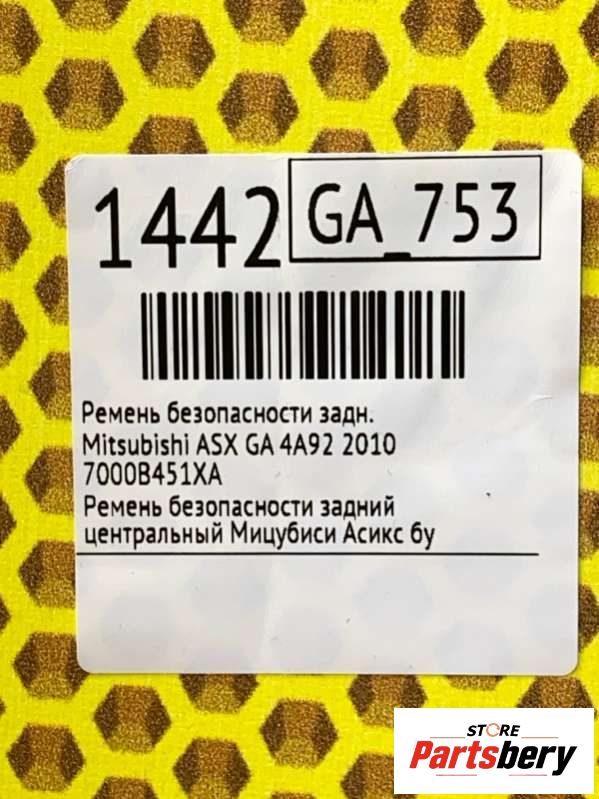 1442 GA_753
Ремень безопасности задн.
Mitsubishi ASX GA 4A92 2010
7000B451XA
Ремень безопасности задний
центральный Мицубиси Асикс бу
STORE
Partsbery